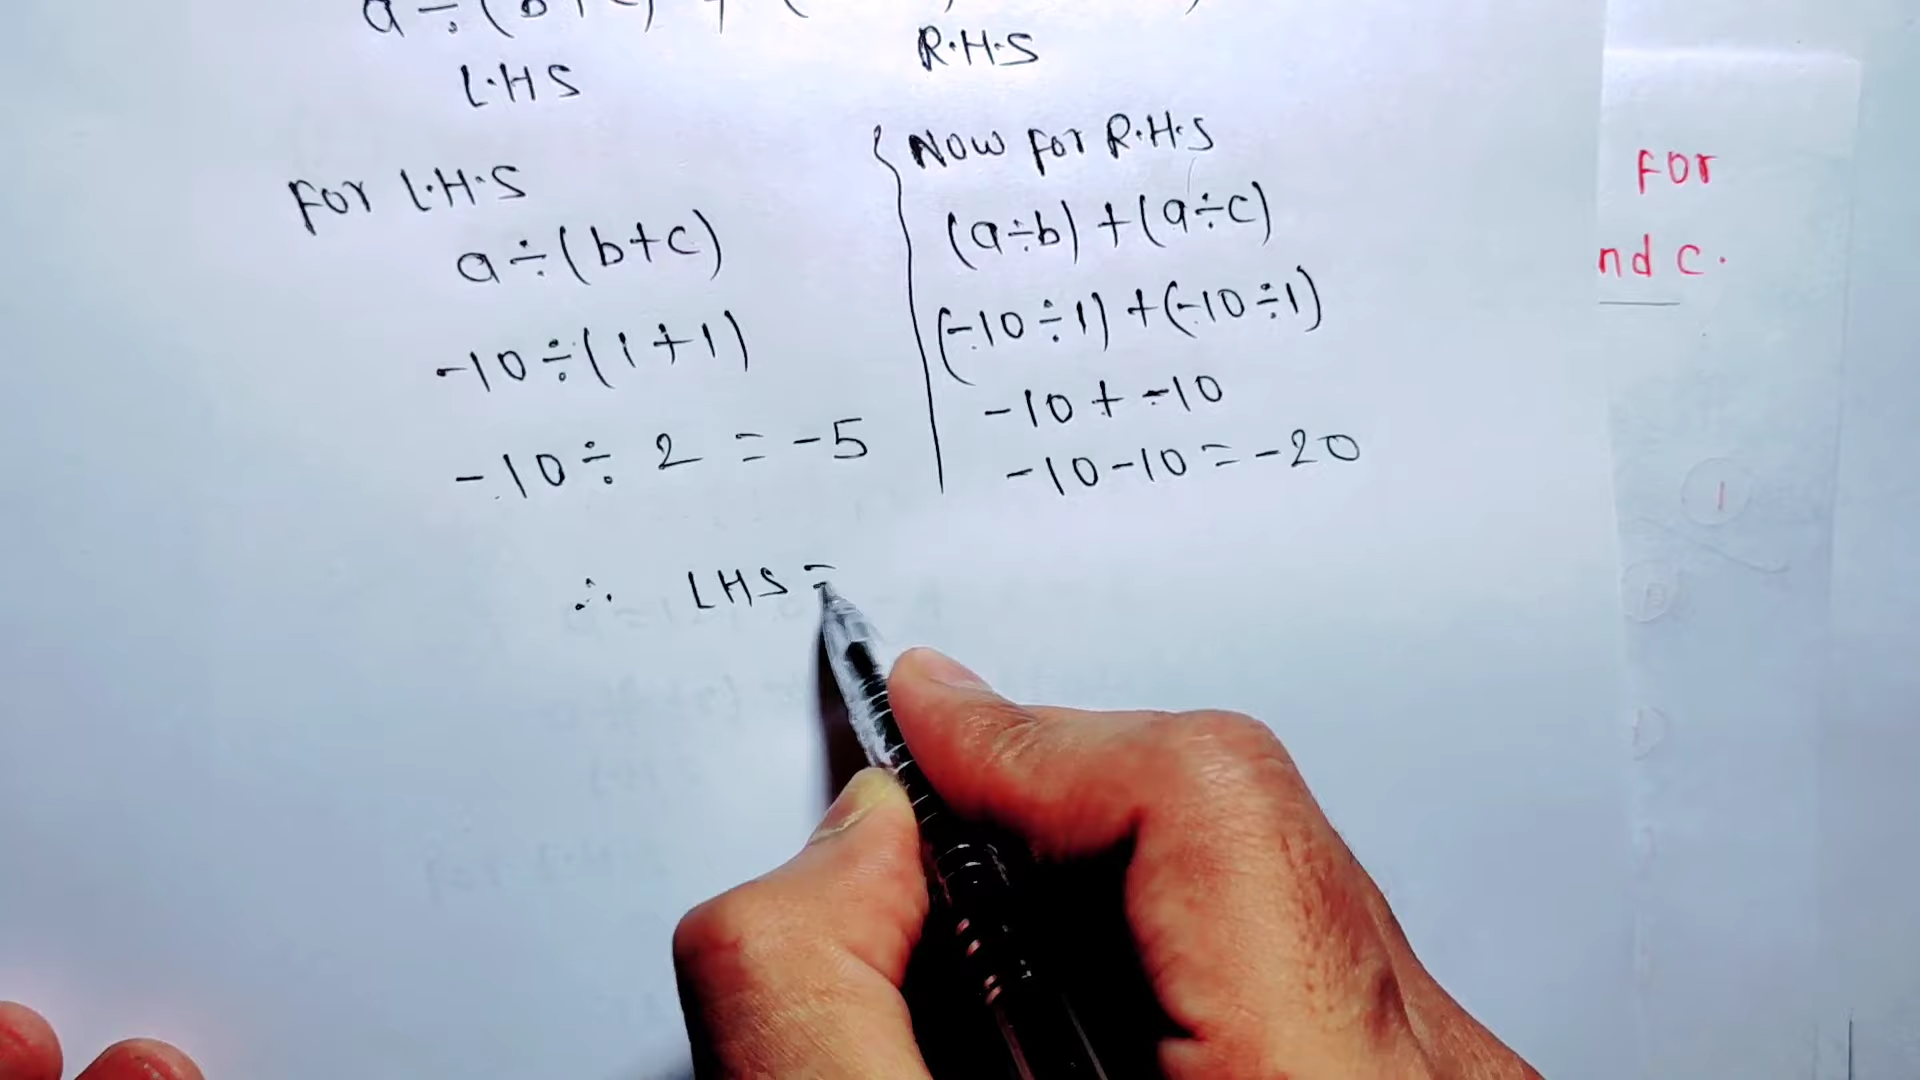 a ÷ (b+c)
L.H.S
R.H.S
For L.H.S
a÷(b+c)
-10÷(1+1)
-10÷ 2 = -5
Now for R.H.S
(a÷b)+(a÷c)
(-10÷1)+(-10÷1)
-10+-10
-10-10=-20
∴ LHS =
For
nd c.
1